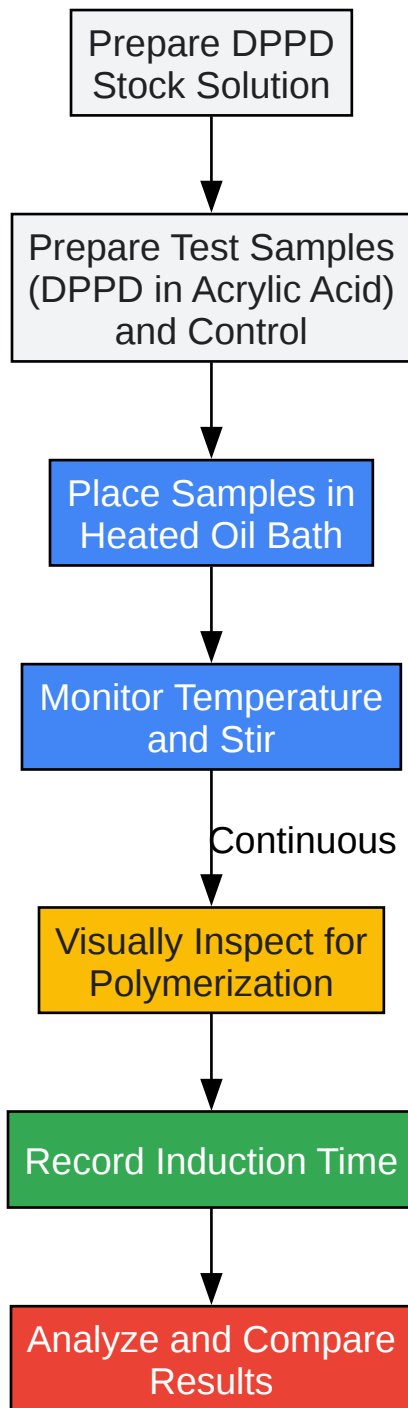 Prepare DPPD
Stock Solution
Prepare Test Samples
(DPPD in Acrylic Acid)
and Control
Place Samples in
Heated Oil Bath
Monitor Temperature
and Stir
Continuous
Visually Inspect for
Polymerization
Record Induction Time
Analyze and Compare
Results